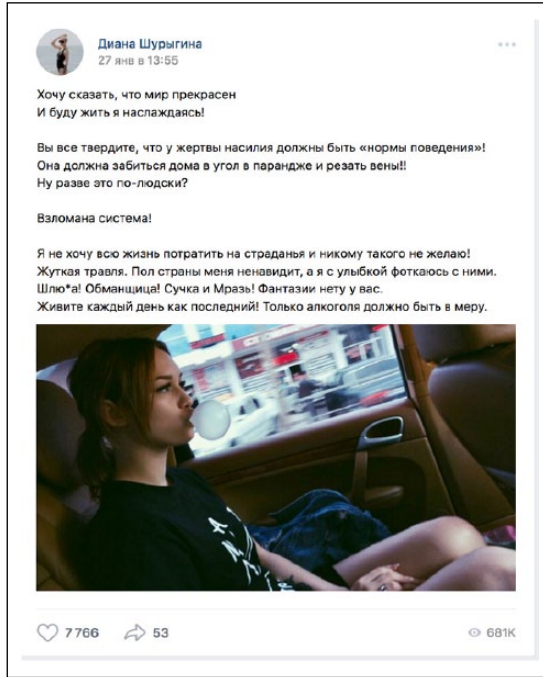 Диана Шурыгина
27 янв в 13:55
Хочу сказать, что мир прекрасен
И буду жить я наслаждаясь!
Вы все твердите, что у жертвы насилия должны быть «нормы поведения»!
Она должна забиться дома в угол в парандже и резать вены!!
Ну разве это по-людски?
Взломана система!
Я не хочу всю жизнь потратить на страданья и никому такого не желаю!
Жуткая травля. Пол страны меня ненавидит, а я с улыбкой фоткаюсь с ними.
Шлю*а! Обманщица! Сучка и Мразь! Фантазии нету у вас.
Живите каждый день как последний! Только алкоголя должно быть в меру.
7 766
53
681K